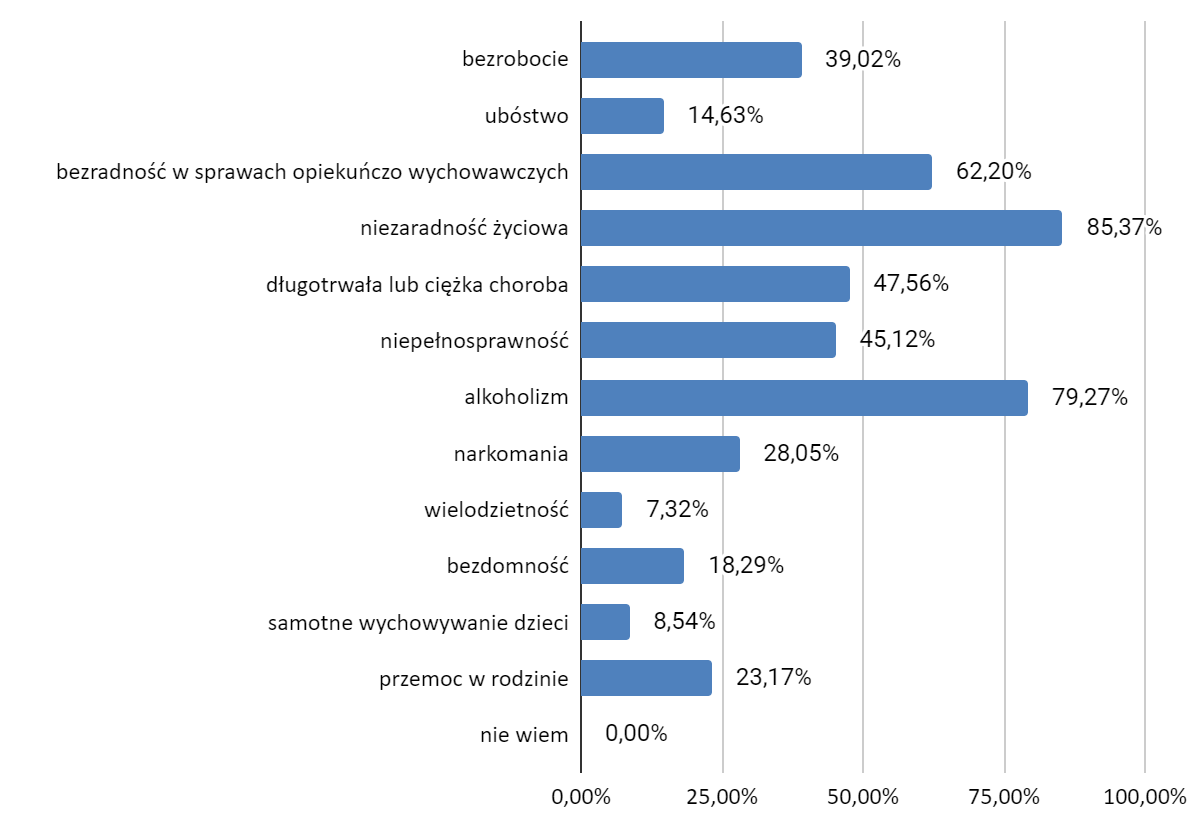 bezrobocie 39,02%
ubóstwo 14,63%
bezradność w sprawach opiekuńczo wychowawczych 62,20%
niezaradność życiowa 85,37%
długotrwała lub ciężka choroba 47,56%
niepełnosprawność 45,12%
alkoholizm 79,27%
narkomania 28,05%
wielodzietność 7,32%
bezdomność 18,29%
samotne wychowywanie dzieci 8,54%
przemoc w rodzinie 23,17%
nie wiem 0,00%
0,00% 25,00% 50,00% 75,00% 100,00%